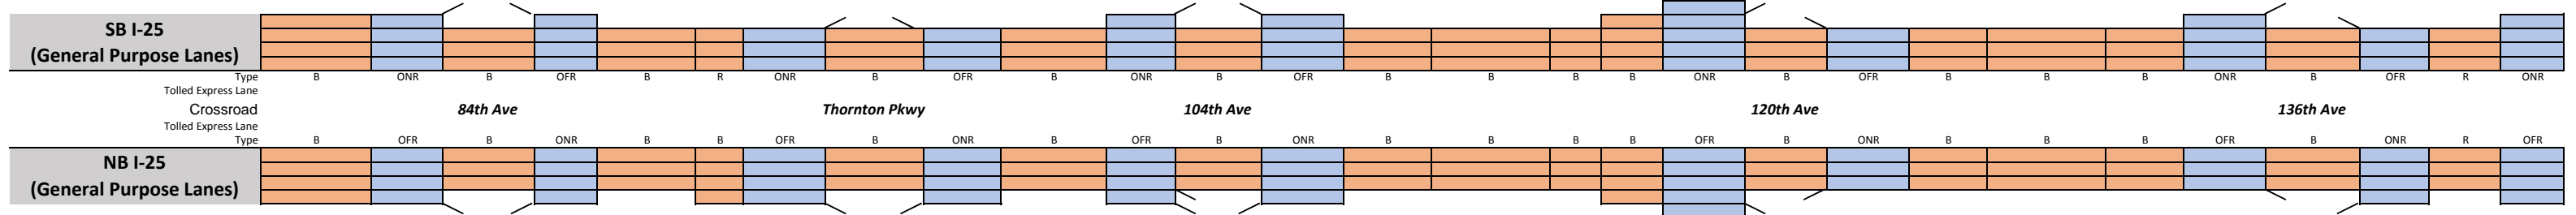 SB I-25
(General Purpose Lanes)
Type B ONR B OFR B R ONR B OFR B ONR B OFR B B B B ONR B OFR B B B ONR B OFR R ONR
Tolled Express Lane
Crossroad 84th Ave Thornton Pkwy 104th Ave 120th Ave 136th Ave
Tolled Express Lane
Type B OFR B ONR B B OFR B ONR B OFR B ONR B B B B OFR B ONR B B B OFR B ONR R OFR
NB I-25
(General Purpose Lanes)